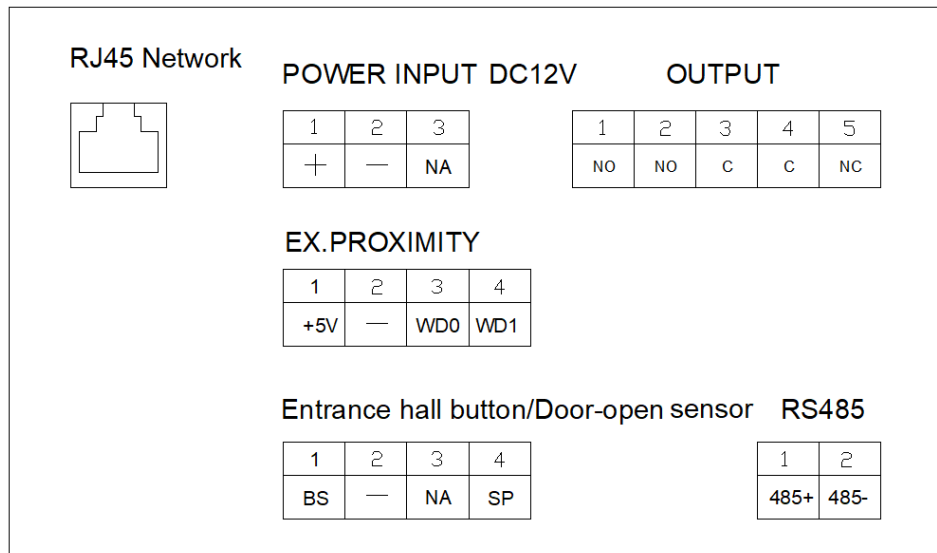 RJ45 Network
POWER INPUT DC12V
OUTPUT
1 2 3
+ — NA
1 2 3 4 5
NO NO C C NC
EX.PROXIMITY
1 2 3 4
+5V — WD0 WD1
Entrance hall button/Door-open sensor
RS485
1 2 3 4
BS — NA SP
1 2
485+ 485-